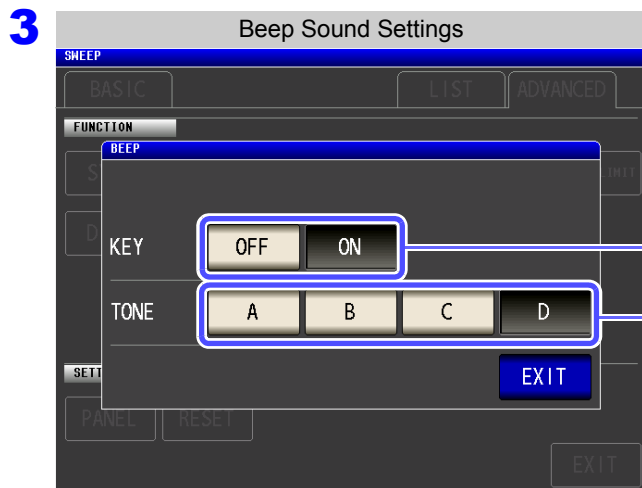 3
Beep Sound Settings
SWEEP
BASIC LIST ADVANCED
FUNCTION
BEEP
S
LIMIT
D
KEY OFF ON
TONE A B C D
SETT
EXIT
PANEL RESET
EXIT